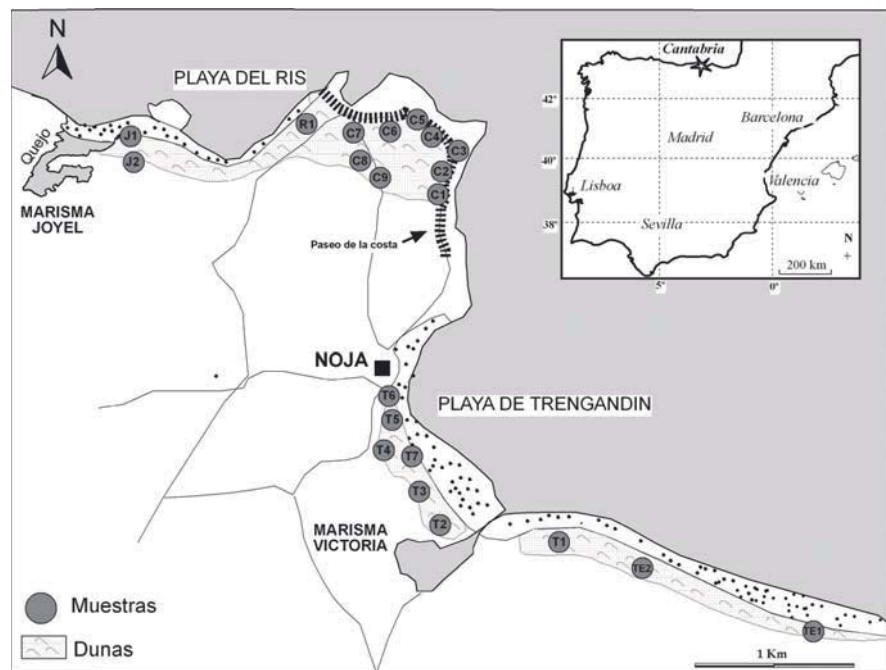 N
PLAYA DEL RIS
Quejo
MARISMA
JOYEL
J1
J2
R1
C7
C6
C5
C4
C3
C8
C2
C9
C1
Paseo de la costa
Cantabria
42°
Barcelona
Madrid
40°
Lisboa
Valencia
38°
Sevilla
N
200 km
5°
0°
NOJA
PLAYA DE TRENGANDIN
T6
T5
T4
T7
T3
T2
MARISMA
VICTORIA
T1
TE2
TE1
Muestras
Dunas
1 Km